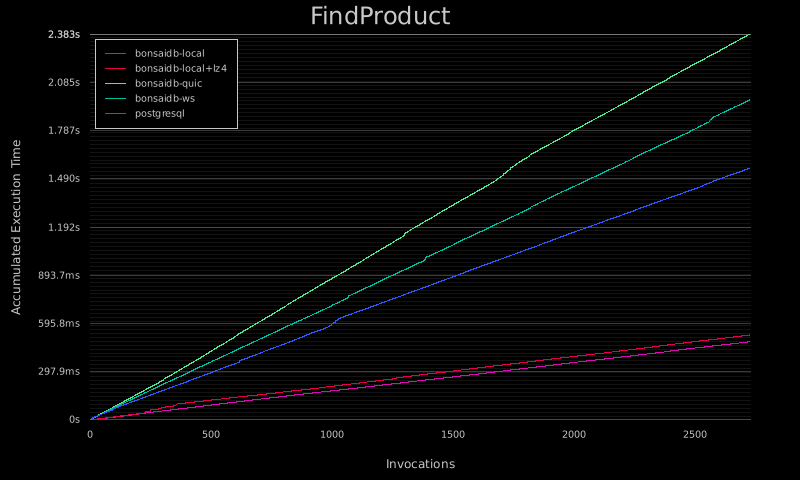 FindProduct
2.383s
2.085s
1.787s
1.490s
1.192s
893.7ms
595.8ms
297.9ms
0s
bonsaidb-local
bonsaidb-local+lz4
bonsaidb-quic
bonsaidb-ws
postgresql
Accumulated Execution Time
0 500 1000 1500 2000 2500
Invocations